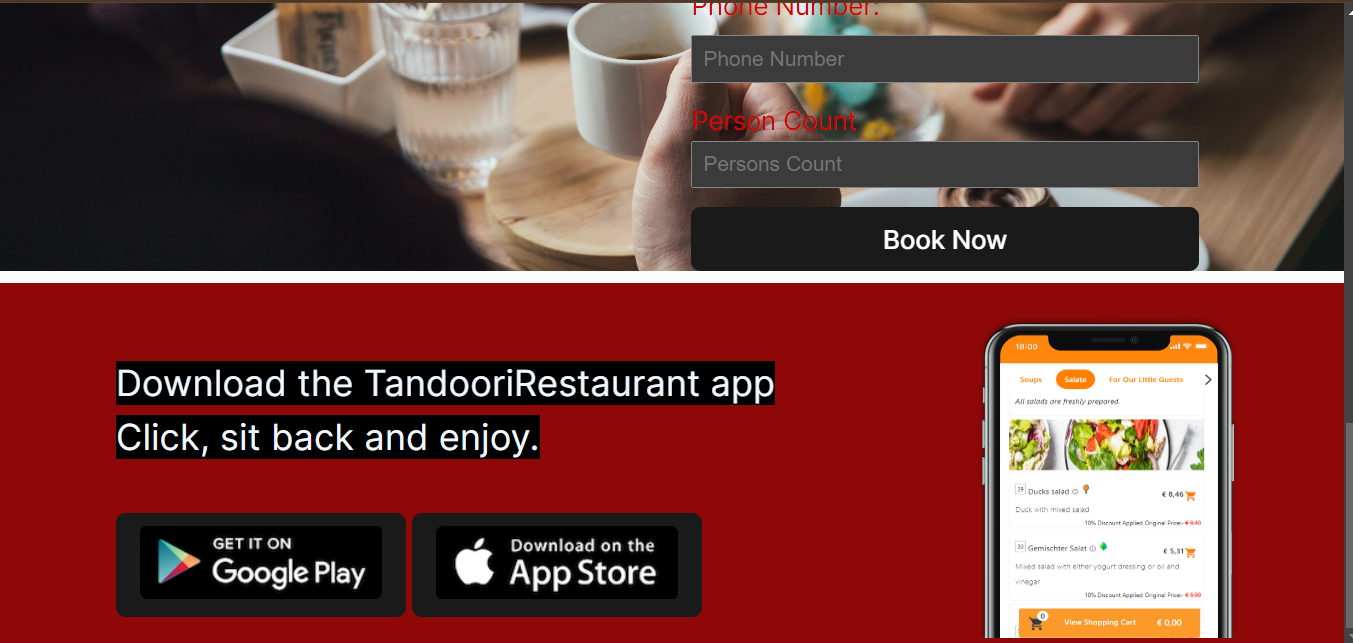 Phone Number:
Phone Number
Person Count
Persons Count
Book Now
Download the TandooriRestaurant app
Click, sit back and enjoy.
GET IT ON
Google Play
Download on the
App Store
18:00
Soups Salate For Our Little Guests
All salads are freshly prepared.
29 Ducks salad € 8,46
Duck with mixed salad
10% Discount Applied Original Price:- € 9,40
30 Gemischter Salat € 5,31
Mixed salad with either yogurt dressing or oil and
vinegar
10% Discount Applied Original Price:- € 5,90
0
View Shopping Cart € 0,00